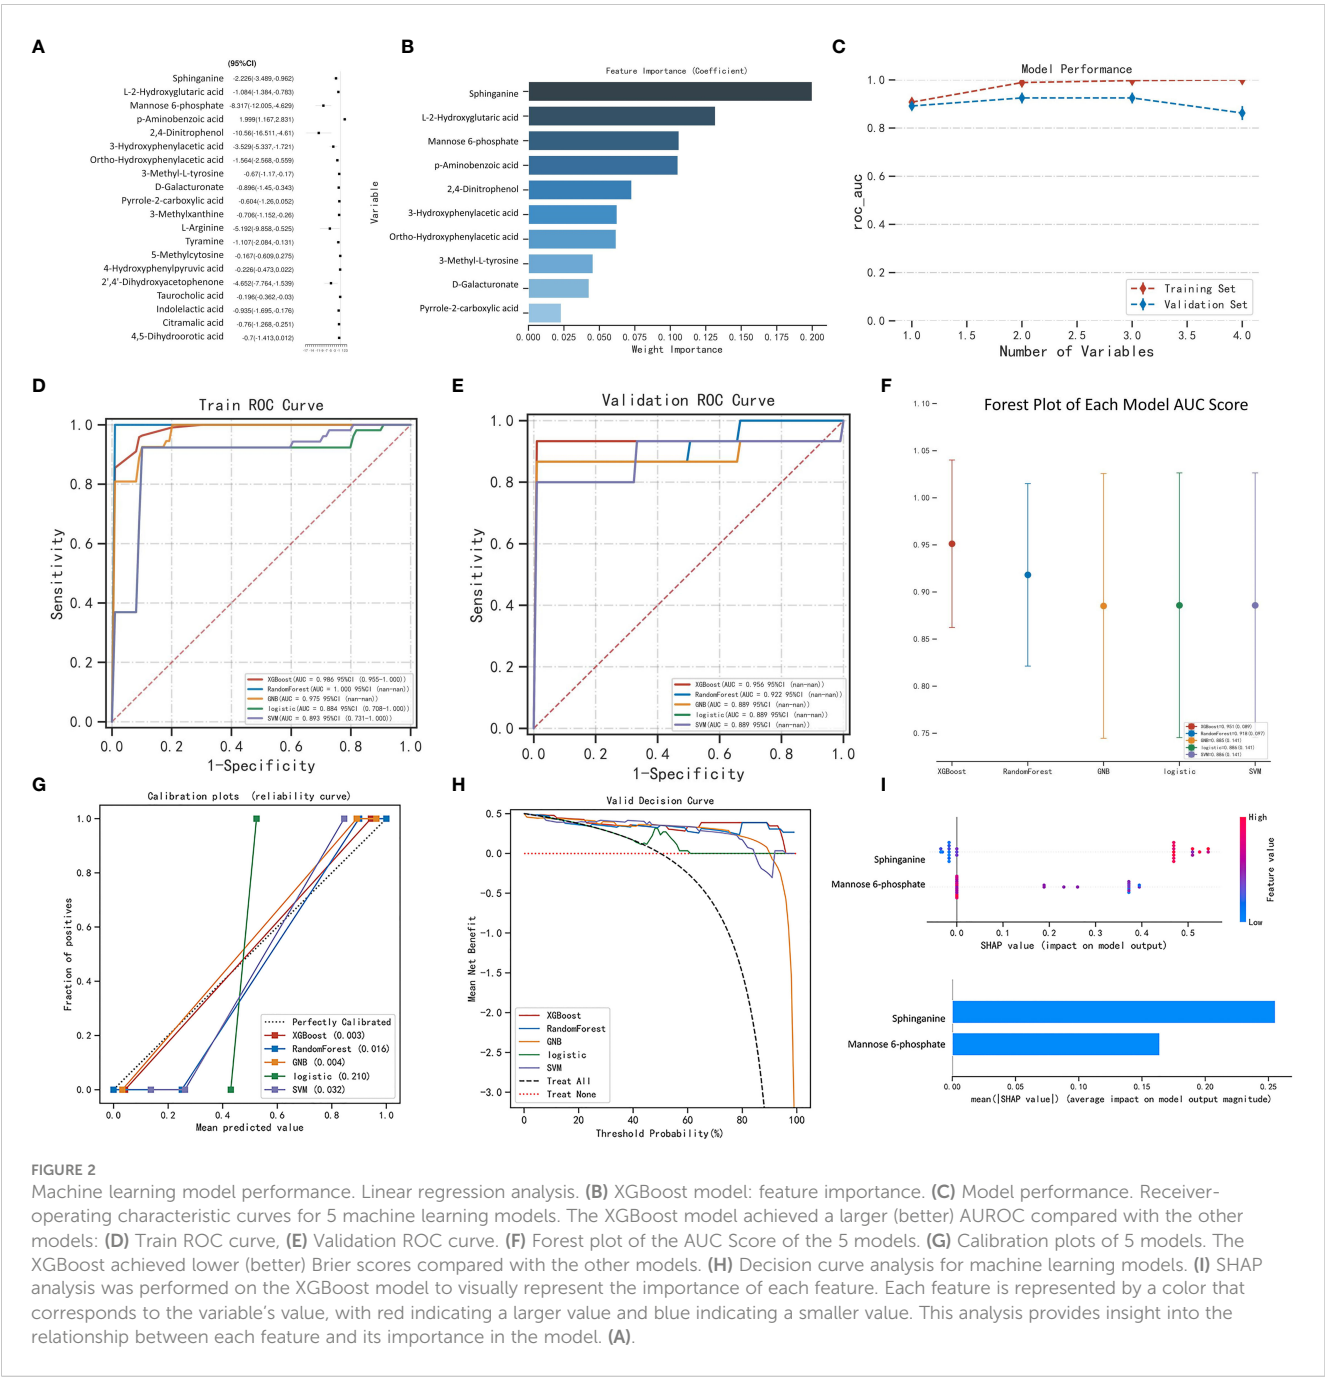 A
(95%CI)
Sphinganine -2.226(-3.489,-0.962)
L-2-Hydroxyglutaric acid -1.084(-1.384,-0.783)
Mannose 6-phosphate -8.317(-12.005,-4.629)
p-Aminobenzoic acid 1.999(1.167,2.831)
2,4-Dinitrophenol -10.56(-16.511,-4.61)
3-Hydroxyphenylacetic acid -3.529(-5.337,-1.721)
Ortho-Hydroxyphenylacetic acid -1.564(-2.568,-0.559)
3-Methyl-L-tyrosine -0.67(-1.17,-0.17)
D-Galacturonate -0.896(-1.45,-0.343)
Pyrrole-2-carboxylic acid -0.604(-1.26,0.052)
3-Methylxanthine -0.706(-1.152,-0.26)
L-Arginine -5.192(-9.858,-0.525)
Tyramine -1.107(-2.084,-0.131)
5-Methylcytosine -0.167(-0.609,0.275)
4-Hydroxyphenylpyruvic acid -0.226(-0.473,0.022)
2',4'-Dihydroxyacetophenone -4.652(-7.764,-1.539)
Taurocholic acid -0.196(-0.362,-0.03)
Indolelactic acid -0.935(-1.695,-0.176)
Citramalic acid -0.76(-1.268,-0.251)
4,5-Dihydroorotic acid -0.7(-1.413,0.012)
B
Feature Importance (Coefficient)
Variable
Sphinganine
L-2-Hydroxyglutaric acid
Mannose 6-phosphate
p-Aminobenzoic acid
2,4-Dinitrophenol
3-Hydroxyphenylacetic acid
Ortho-Hydroxyphenylacetic acid
3-Methyl-L-tyrosine
D-Galacturonate
Pyrrole-2-carboxylic acid
0.000 0.025 0.050 0.075 0.100 0.125 0.150 0.175 0.200
Weight Importance
C
Model Performance
roc_auc
1.0
0.8
0.6
0.4
0.2
0.0
Training Set
Validation Set
1.0 1.5 2.0 2.5 3.0 3.5 4.0
Number of Variables
D
Train ROC Curve
Sensitivity
1.0
0.8
0.6
0.4
0.2
0.0
XGBoost(AUC = 0.986 95%CI (0.955-1.000))
RandomForest(AUC = 1.000 95%CI (nan-nan))
GNB(AUC = 0.975 95%CI (nan-nan))
logistic(AUC = 0.884 95%CI (0.708-1.000))
SVM(AUC = 0.893 95%CI (0.731-1.000))
0.0 0.2 0.4 0.6 0.8 1.0
1-Specificity
E
Validation ROC Curve
Sensitivity
1.0
0.8
0.6
0.4
0.2
0.0
XGBoost(AUC = 0.956 95%CI (nan-nan))
RandomForest(AUC = 0.922 95%CI (nan-nan))
GNB(AUC = 0.889 95%CI (nan-nan))
logistic(AUC = 0.889 95%CI (nan-nan))
SVM(AUC = 0.889 95%CI (nan-nan))
0.0 0.2 0.4 0.6 0.8 1.0
1-Specificity
F
Forest Plot of Each Model AUC Score
1.10
1.05
1.00
0.95
0.90
0.85
0.80
0.75
XGBoost=0.951(0.089)
RandomForest=0.918(0.097)
GNB=0.885(0.141)
logistic=0.886(0.141)
SVM=0.886(0.141)
XGBoost RandomForest GNB logistic SVM
G
Calibration plots (reliability curve)
Fraction of positives
1.0
0.8
0.6
0.4
0.2
0.0
Perfectly Calibrated
XGBoost (0.003)
RandomForest (0.016)
GNB (0.004)
logistic (0.210)
SVM (0.032)
0.0 0.2 0.4 0.6 0.8 1.0
Mean predicted value
H
Valid Decision Curve
Mean Net Benefit
0.5
0.0
-0.5
-1.0
-1.5
-2.0
-2.5
-3.0
XGBoost
RandomForest
GNB
logistic
SVM
Treat All
Treat None
0 20 40 60 80 100
Threshold Probability(%)
I
Sphinganine
Mannose 6-phosphate
0.0 0.1 0.2 0.3 0.4 0.5
SHAP value (impact on model output)
High
Feature value
Low
Sphinganine
Mannose 6-phosphate
0.00 0.05 0.10 0.15 0.20 0.25
mean(|SHAP value|) (average impact on model output magnitude)
FIGURE 2
Machine learning model performance. Linear regression analysis. (B) XGBoost model: feature importance. (C) Model performance. Receiver-
operating characteristic curves for 5 machine learning models. The XGBoost model achieved a larger (better) AUROC compared with the other
models: (D) Train ROC curve, (E) Validation ROC curve. (F) Forest plot of the AUC Score of the 5 models. (G) Calibration plots of 5 models. The
XGBoost achieved lower (better) Brier scores compared with the other models. (H) Decision curve analysis for machine learning models. (I) SHAP
analysis was performed on the XGBoost model to visually represent the importance of each feature. Each feature is represented by a color that
corresponds to the variable's value, with red indicating a larger value and blue indicating a smaller value. This analysis provides insight into the
relationship between each feature and its importance in the model. (A).